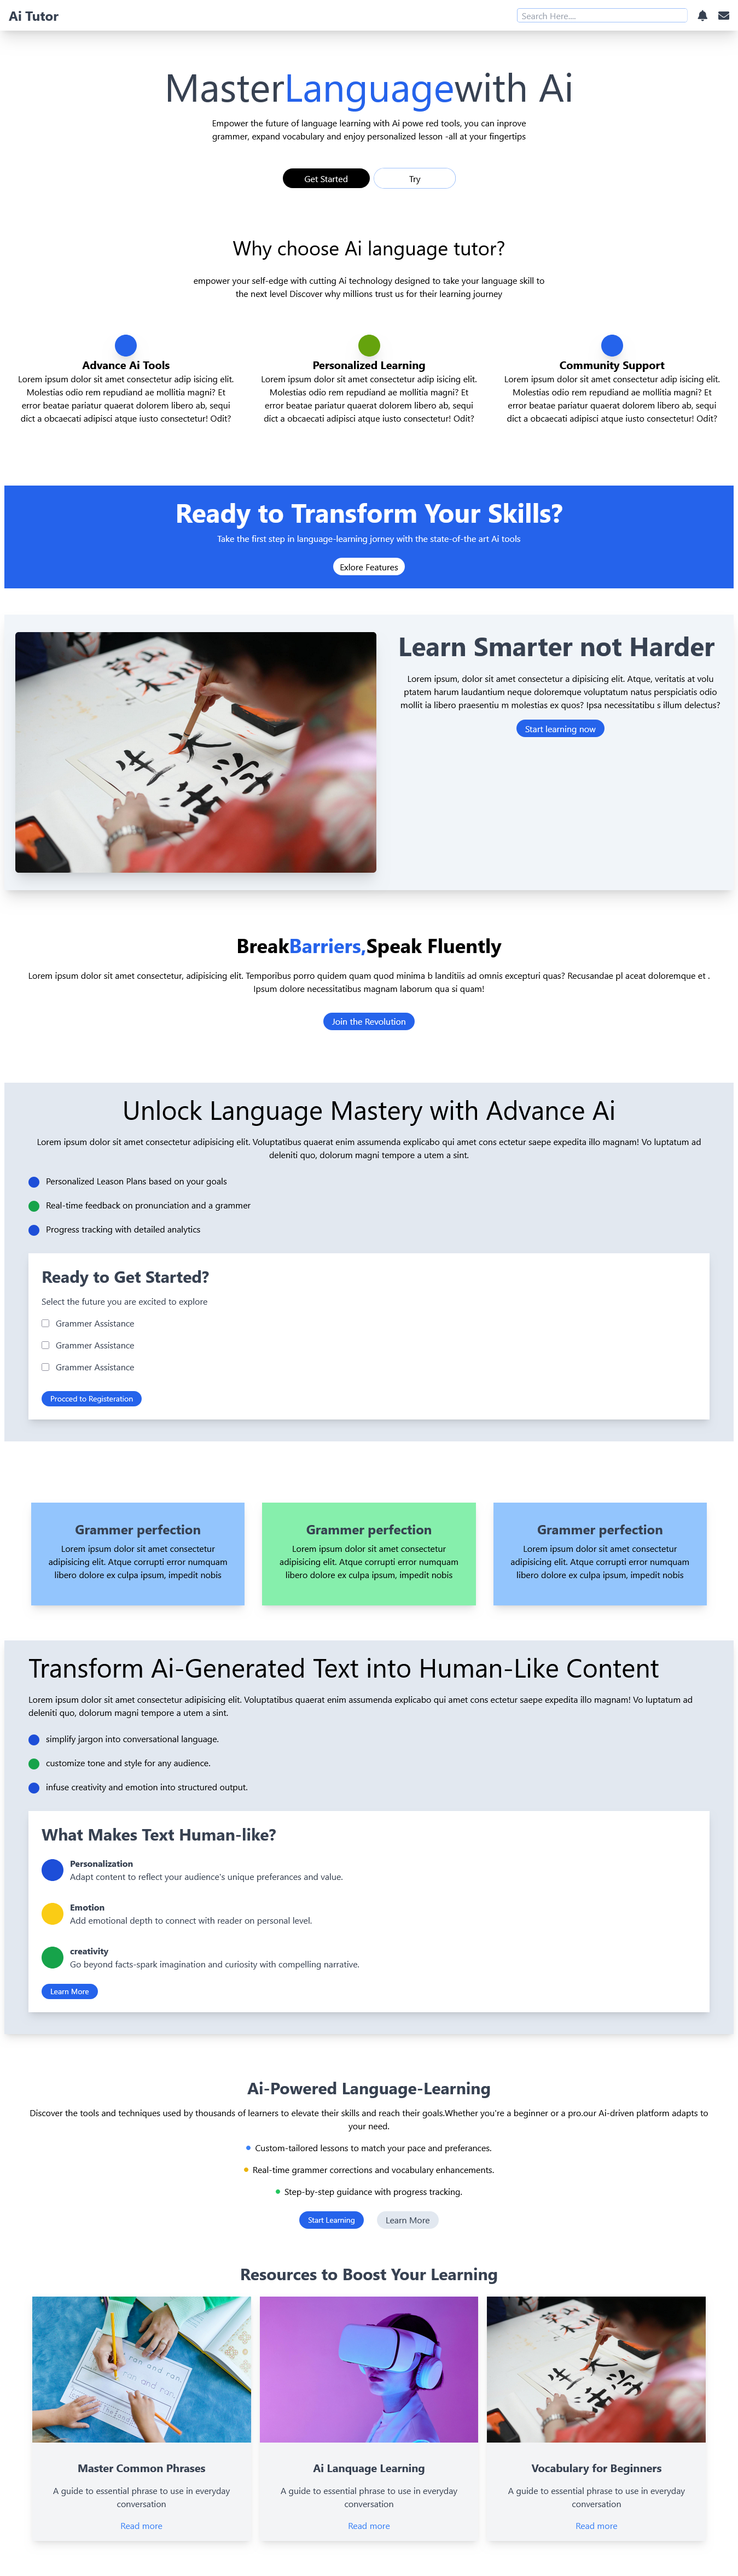 Ai Tutor
Search Here....
MasterLanguagewith Ai
Empower the future of language learning with Ai powe red tools, you can inprove
grammer, expand vocabulary and enjoy personalized lesson -all at your fingertips
Get Started
Try
Why choose Ai language tutor?
empower your self-edge with cutting Ai technology designed to take your language skill to
the next level Discover why millions trust us for their learning journey
Advance Ai Tools
Lorem ipsum dolor sit amet consectetur adip isicing elit.
Molestias odio rem repudiand ae mollitia magni? Et
error beatae pariatur quaerat dolorem libero ab, sequi
dict a obcaecati adipisci atque iusto consectetur! Odit?
Personalized Learning
Lorem ipsum dolor sit amet consectetur adip isicing elit.
Molestias odio rem repudiand ae mollitia magni? Et
error beatae pariatur quaerat dolorem libero ab, sequi
dict a obcaecati adipisci atque iusto consectetur! Odit?
Community Support
Lorem ipsum dolor sit amet consectetur adip isicing elit.
Molestias odio rem repudiand ae mollitia magni? Et
error beatae pariatur quaerat dolorem libero ab, sequi
dict a obcaecati adipisci atque iusto consectetur! Odit?
Ready to Transform Your Skills?
Take the first step in language-learning jorney with the state-of-the art Ai tools
Exlore Features
Learn Smarter not Harder
Lorem ipsum, dolor sit amet consectetur a dipisicing elit. Atque, veritatis at volu
ptatem harum laudantium neque doloremque voluptatum natus perspiciatis odio
mollit ia libero praesentiu m molestias ex quos? Ipsa necessitatibu s illum delectus?
Start learning now
BreakBarriers,Speak Fluently
Lorem ipsum dolor sit amet consectetur, adipisicing elit. Temporibus porro quidem quam quod minima b landitiis ad omnis excepturi quas? Recusandae pl aceat doloremque et .
Ipsum dolore necessitatibus magnam laborum qua si quam!
Join the Revolution
Unlock Language Mastery with Advance Ai
Lorem ipsum dolor sit amet consectetur adipisicing elit. Voluptatibus quaerat enim assumenda explicabo qui amet cons ectetur saepe expedita illo magnam! Vo luptatum ad
deleniti quo, dolorum magni tempore a utem a sint.
Personalized Leason Plans based on your goals
Real-time feedback on pronunciation and a grammer
Progress tracking with detailed analytics
Ready to Get Started?
Select the future you are excited to explore
Grammer Assistance
Grammer Assistance
Grammer Assistance
Procced to Registeration
Grammer perfection
Lorem ipsum dolor sit amet consectetur
adipisicing elit. Atque corrupti error numquam
libero dolore ex culpa ipsum, impedit nobis
Grammer perfection
Lorem ipsum dolor sit amet consectetur
adipisicing elit. Atque corrupti error numquam
libero dolore ex culpa ipsum, impedit nobis
Grammer perfection
Lorem ipsum dolor sit amet consectetur
adipisicing elit. Atque corrupti error numquam
libero dolore ex culpa ipsum, impedit nobis
Transform Ai-Generated Text into Human-Like Content
Lorem ipsum dolor sit amet consectetur adipisicing elit. Voluptatibus quaerat enim assumenda explicabo qui amet cons ectetur saepe expedita illo magnam! Vo luptatum ad
deleniti quo, dolorum magni tempore a utem a sint.
simplify jargon into conversational language.
customize tone and style for any audience.
infuse creativity and emotion into structured output.
What Makes Text Human-like?
Personalization
Adapt content to reflect your audience's unique preferances and value.
Emotion
Add emotional depth to connect with reader on personal level.
creativity
Go beyond facts-spark imagination and curiosity with compelling narrative.
Learn More
Ai-Powered Language-Learning
Discover the tools and techniques used by thousands of learners to elevate their skills and reach their goals.Whether you're a beginner or a pro.our Ai-driven platform adapts to
your need.
Custom-tailored lessons to match your pace and preferances.
Real-time grammer corrections and vocabulary enhancements.
Step-by-step guidance with progress tracking.
Start Learning
Learn More
Resources to Boost Your Learning
ran and ran.
ran and ran.
Master Common Phrases
A guide to essential phrase to use in everyday
conversation
Read more
Ai Lanquage Learning
A guide to essential phrase to use in everyday
conversation
Read more
Vocabulary for Beginners
A guide to essential phrase to use in everyday
conversation
Read more